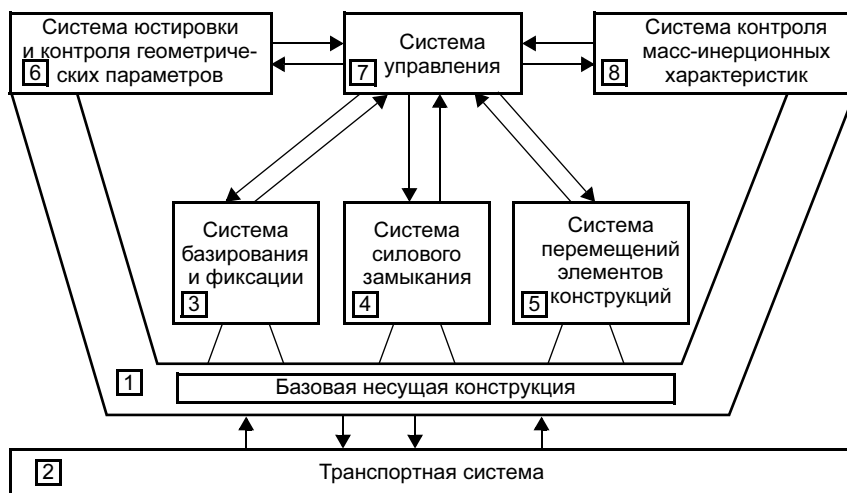 Система юстировки
и контроля геометриче-
ских параметров
6
Система
управления
7
Система контроля
масс-инерционных
характеристик
8
Система
базирования
и фиксации
3
Система
силового
замыкания
4
Система
перемещений
элементов
конструкций
5
1
Базовая несущая конструкция
2
Транспортная система